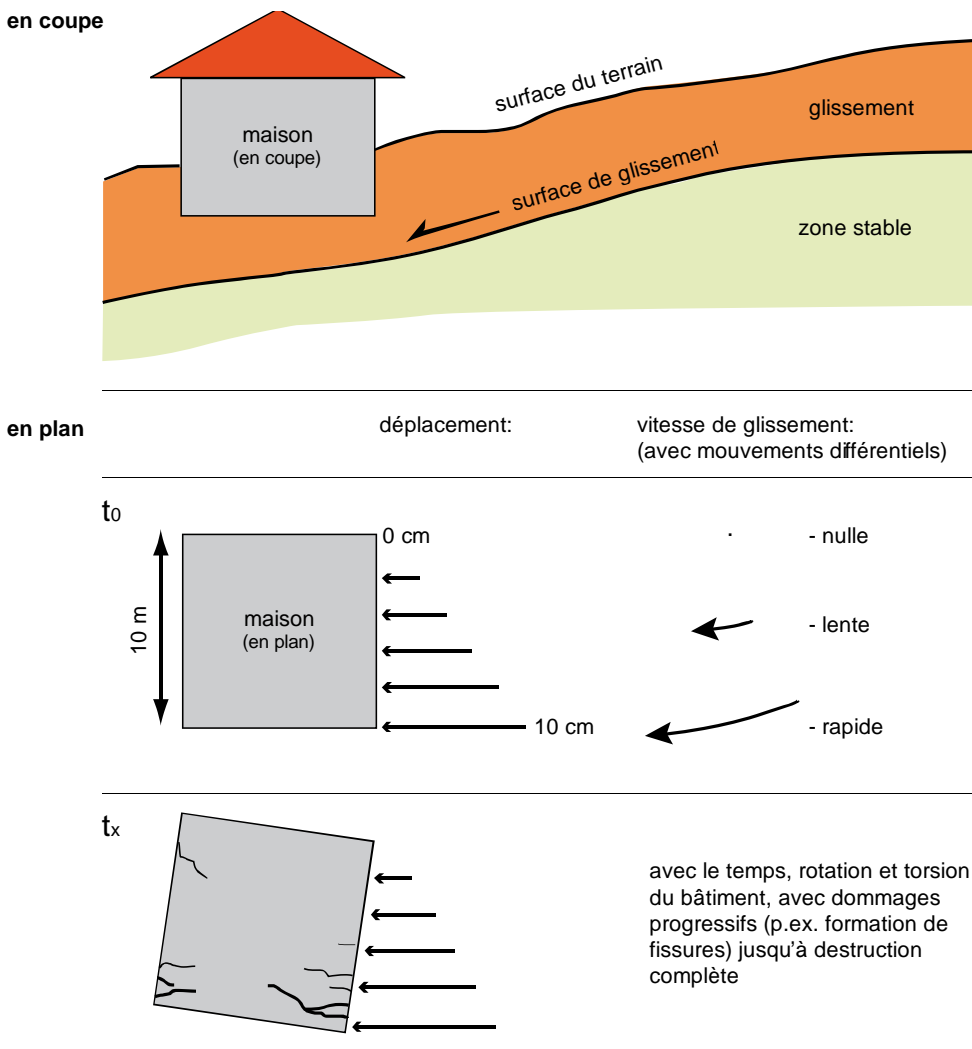 en coupe
surface du terrain
glissement
maison
(en coupe)
surface de glissement
zone stable
en plan
déplacement:
vitesse de glissement:
(avec mouvements différentiels)
t0
0 cm
- nulle
10 m
maison
(en plan)
- lente
10 cm
- rapide
tx
avec le temps, rotation et torsion
du bâtiment, avec dommages
progressifs (p.ex. formation de
fissures) jusqu'à destruction
complète